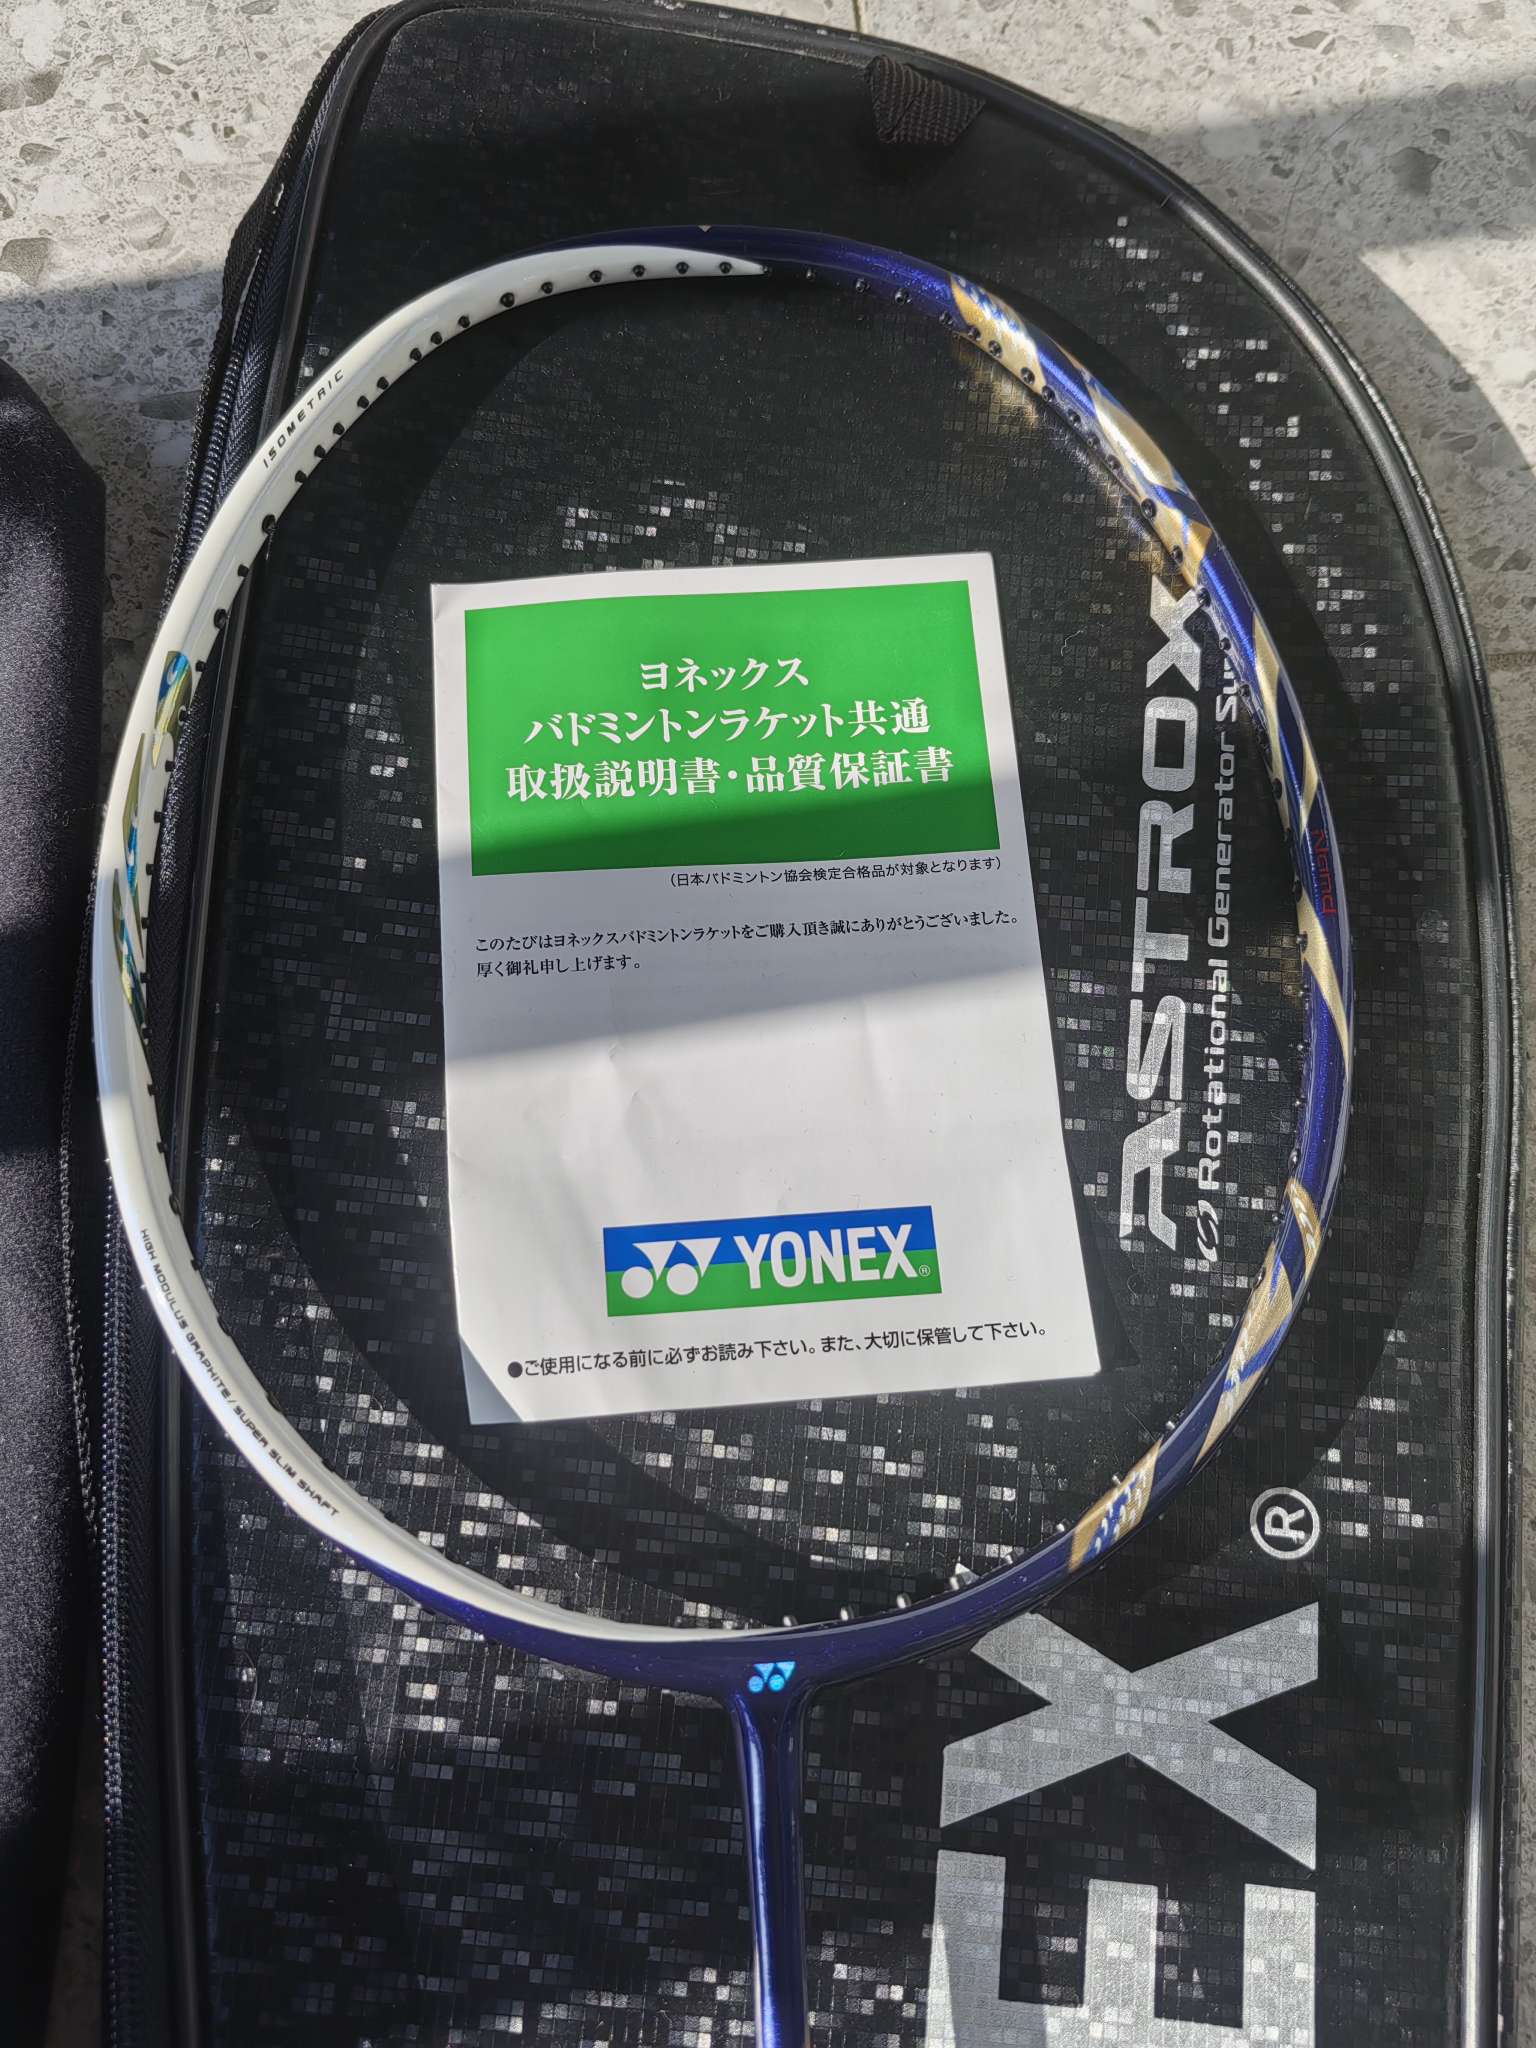 ISOMETRIC
ヨネックス
バドミントンラケット共通
取扱説明書・品質保証書
(日本バドミントン協会検定合格品が対象となります)
このたびはヨネックスバドミントンラケットをご購入頂き誠にありがとうございました。
厚く御礼申し上げます。
YONEX®
●ご使用になる前に必ずお読み下さい。また、大切に保管して下さい。
ASTROX
Rotational Generator
Namd
HIGH MODULUS GRAPHITE/SUPER SLIM SHAFT
EX®